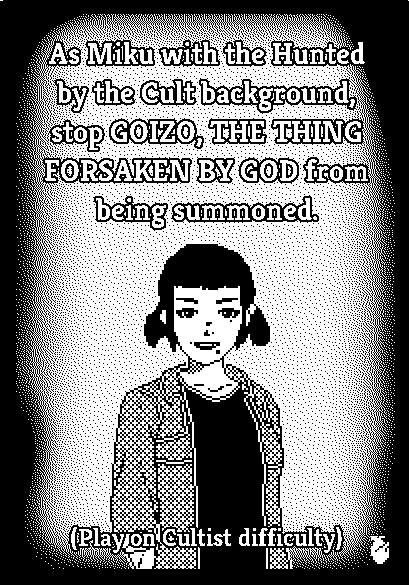 As Miku with the Hunted
by the Cult background,
stop GOIZO, THE THING
FORSAKEN BY GOD from
being summoned.
(Play on Cultist difficulty)